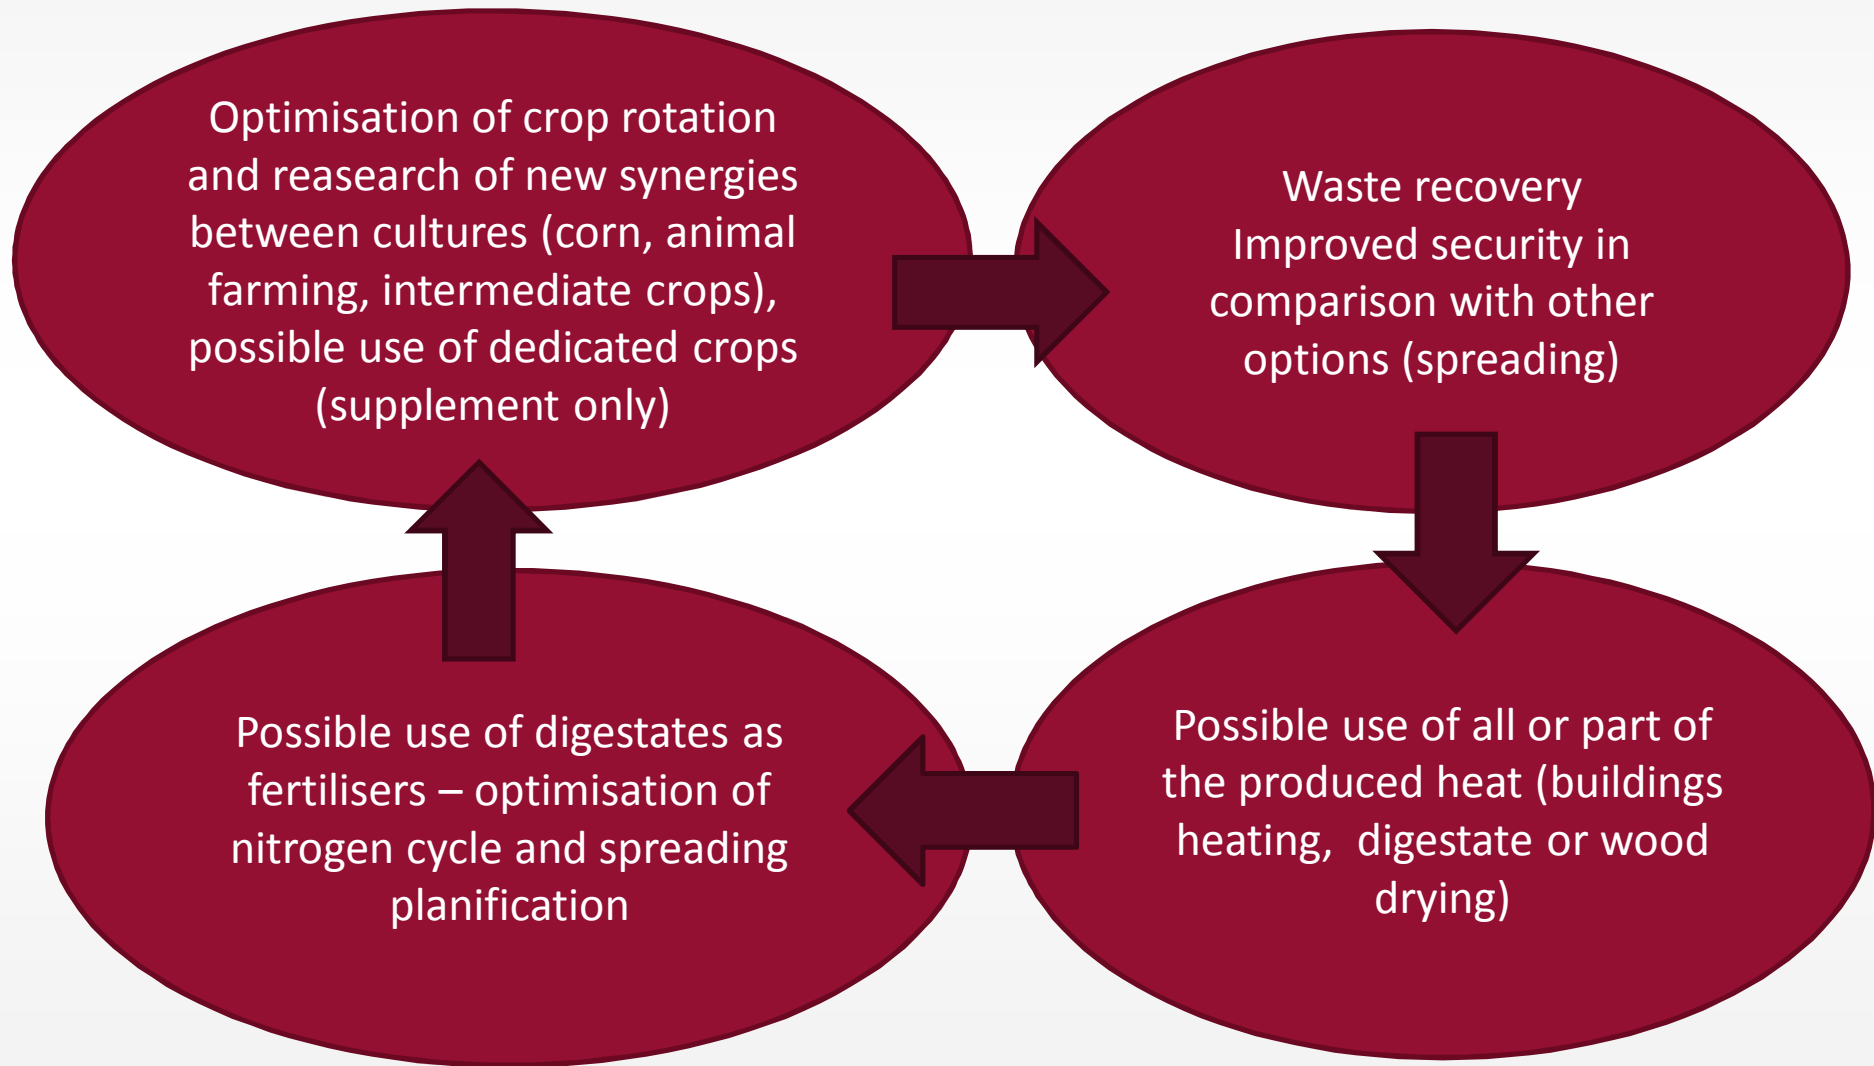 Optimisation of crop rotation
and reasearch of new synergies
between cultures (corn, animal
farming, intermediate crops),
possible use of dedicated crops
(supplement only)
Waste recovery
Improved security in
comparison with other
options (spreading)
Possible use of all or part of
the produced heat (buildings
heating,  digestate or wood
drying)
Possible use of digestates as
fertilisers – optimisation of
nitrogen cycle and spreading
planification